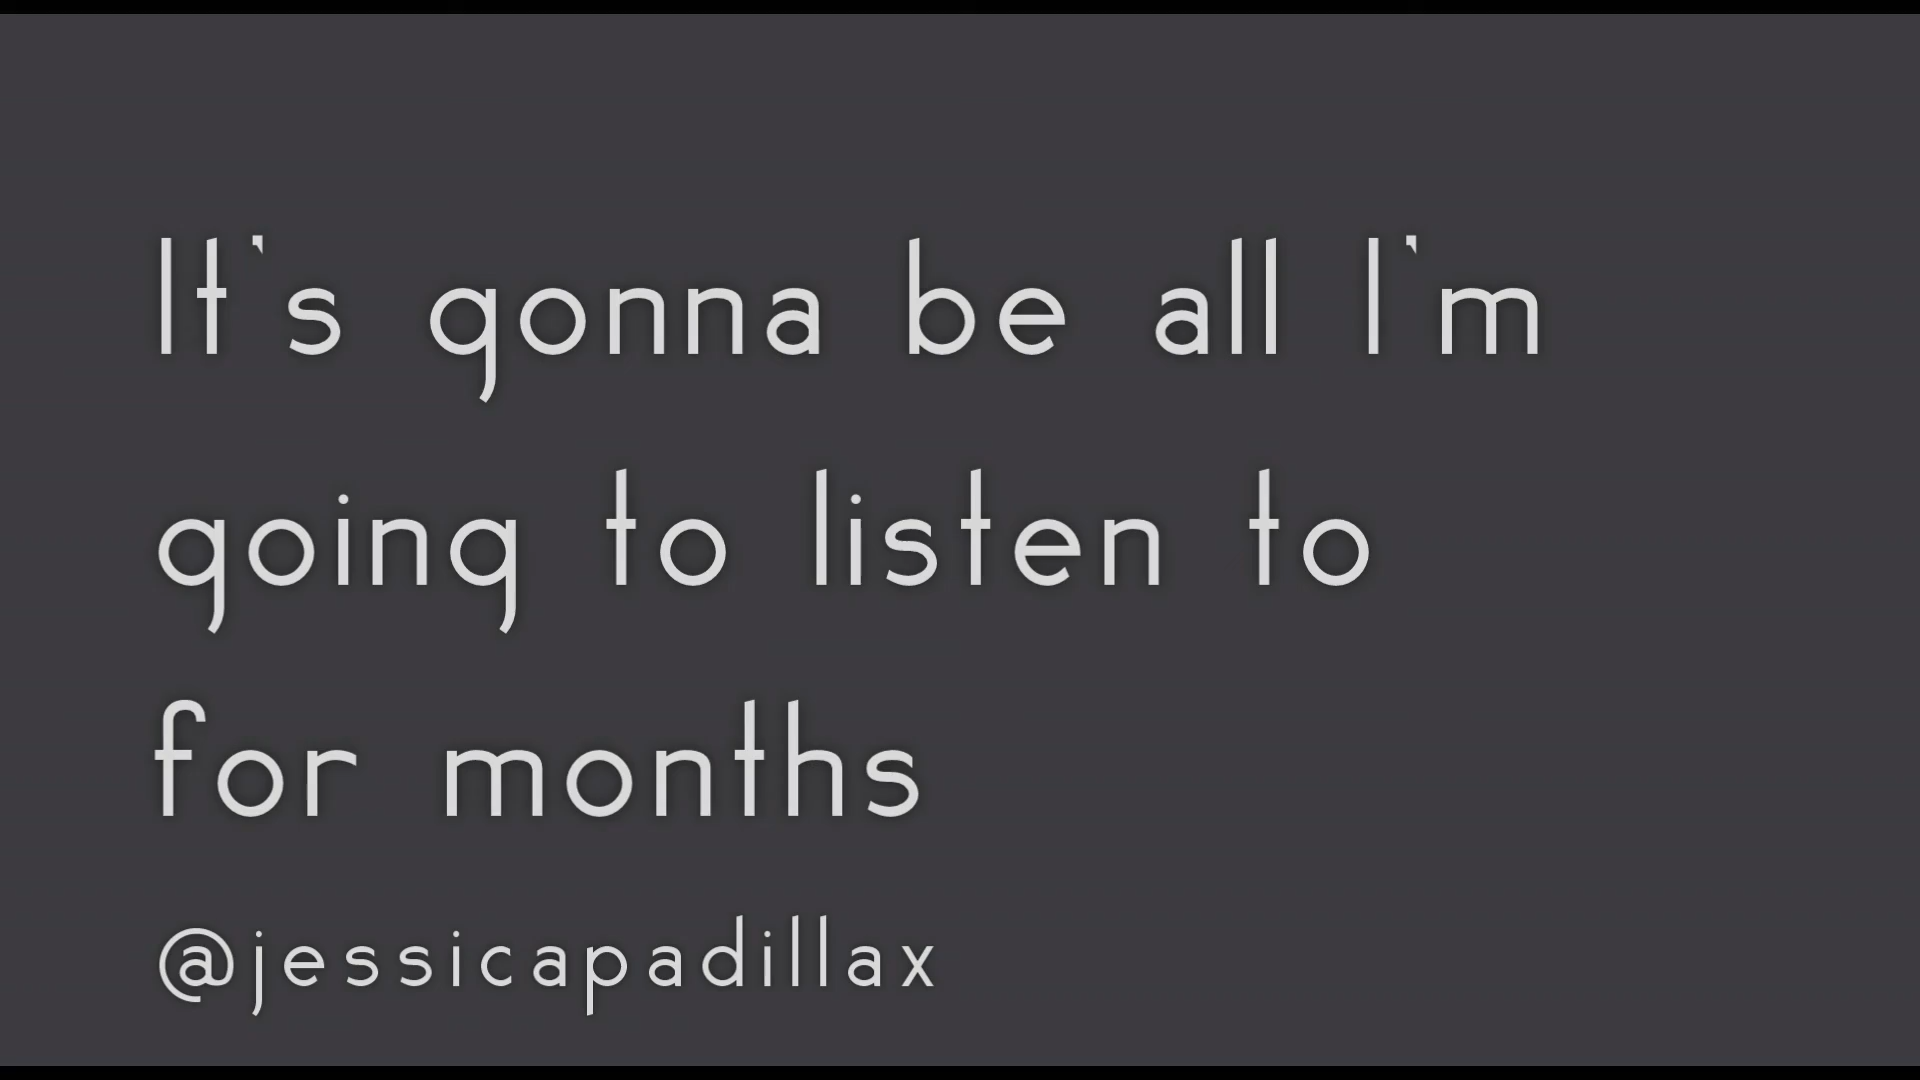 It's gonna be all I'm
going to listen to
for months
@jessicapadillax